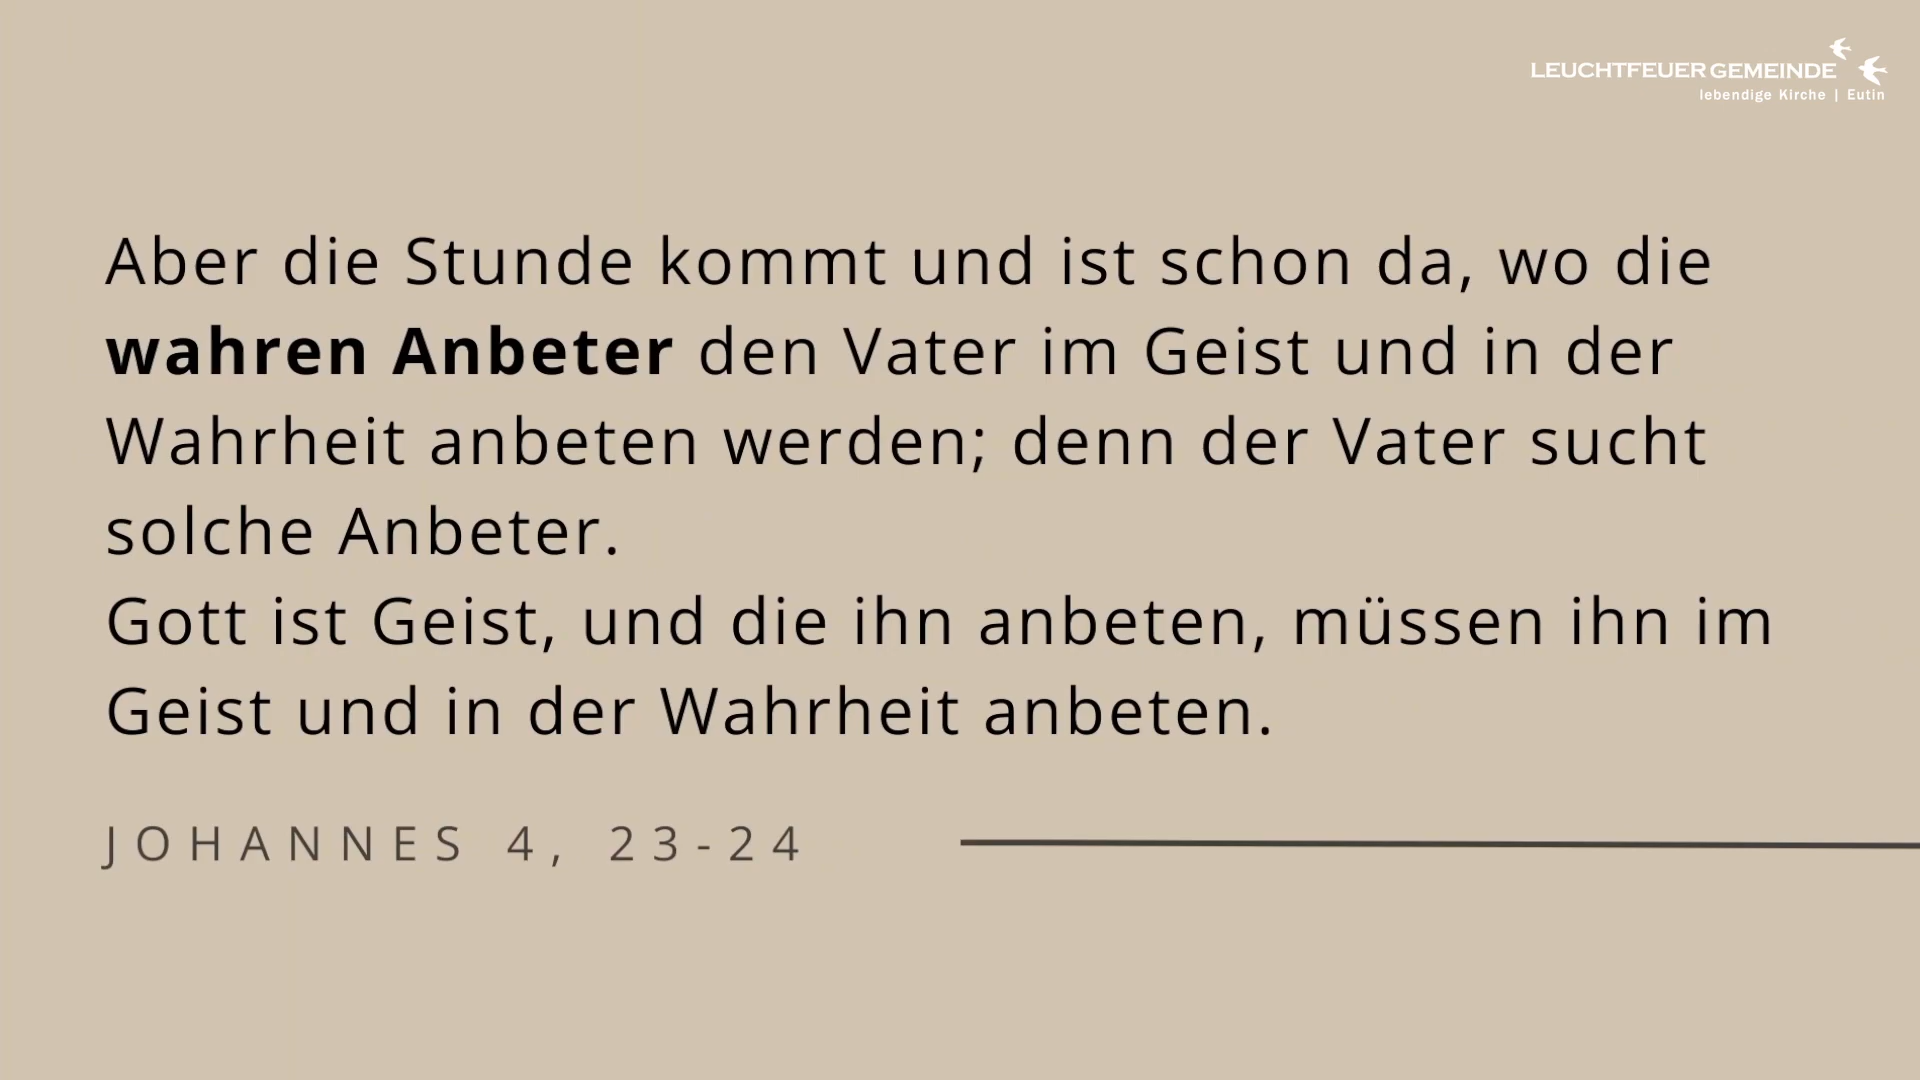 LEUCHTFEUER GEMEINDE
lebendige Kirche | Eutin
Aber die Stunde kommt und ist schon da, wo die
wahren Anbeter den Vater im Geist und in der
Wahrheit anbeten werden; denn der Vater sucht
solche Anbeter.
Gott ist Geist, und die ihn anbeten, müssen ihn im
Geist und in der Wahrheit anbeten.
JOHANNES 4, 23-24